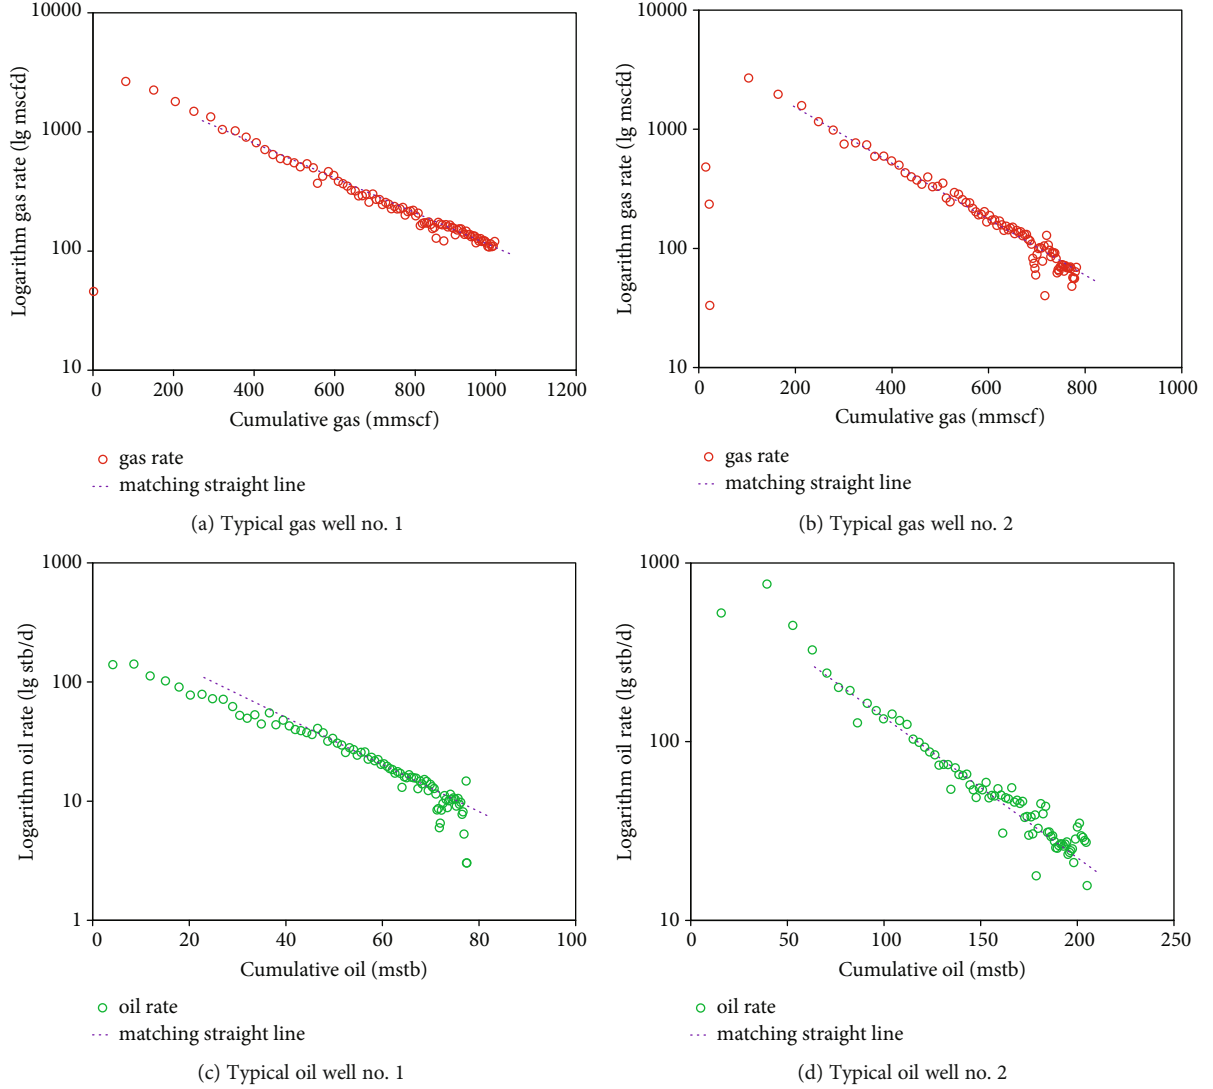 10000
1000
100
10
Logarithm gas rate (lg mscfd)
0 200 400 600 800 1000 1200
Cumulative gas (mmscf)
gas rate
matching straight line
(a) Typical gas well no. 1
10000
1000
100
10
Logarithm gas rate (lg mscfd)
0 200 400 600 800 1000
Cumulative gas (mmscf)
gas rate
matching straight line
(b) Typical gas well no. 2
1000
100
10
1
Logarithm oil rate (lg stb/d)
0 20 40 60 80 100
Cumulative oil (mstb)
oil rate
matching straight line
(c) Typical oil well no. 1
1000
100
10
Logarithm oil rate (lg stb/d)
0 50 100 150 200 250
Cumulative oil (mstb)
oil rate
matching straight line
(d) Typical oil well no. 2